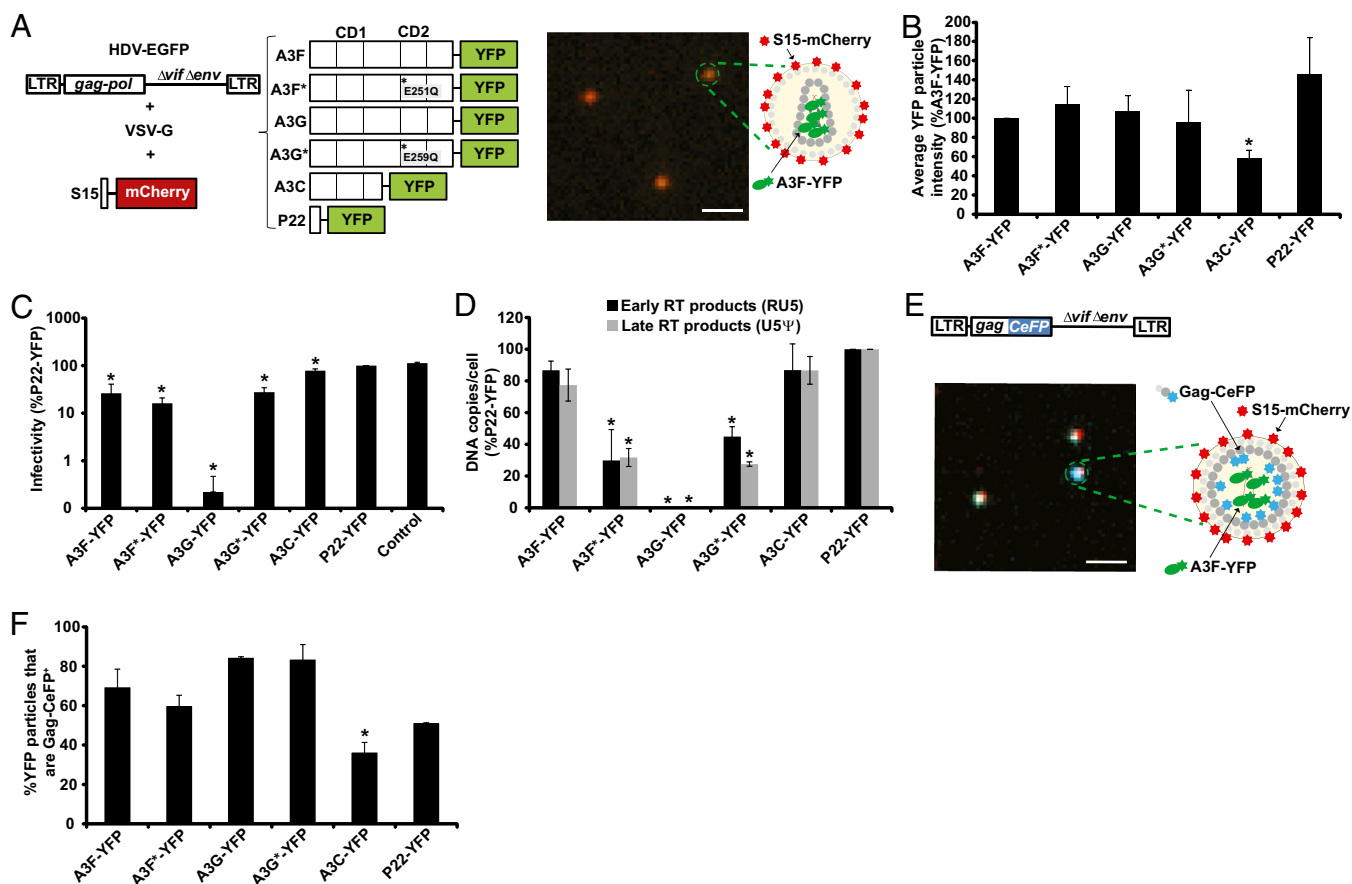 A
HDV-EGFP
LTR gag-pol Δvif Δenv LTR
+
VSV-G
+
S15 mCherry
CD1 CD2
A3F YFP
A3F* * E251Q YFP
A3G YFP
A3G* * E259Q YFP
A3C YFP
P22 YFP
S15-mCherry
A3F-YFP
B
Average YFP particle
intensity (%A3F-YFP)
200
180
160
140
120
100
80
60
40
20
0
*
A3F-YFP A3F*-YFP A3G-YFP A3G*-YFP A3C-YFP P22-YFP
C
Infectivity (%P22-YFP)
1000
100
10
1
0
* * * * *
A3F-YFP A3F*-YFP A3G-YFP A3G*-YFP A3C-YFP P22-YFP Control
D
Early RT products (RU5)
Late RT products (U5Ψ)
DNA copies/cell
(%P22-YFP)
100
80
60
40
20
0
* * * * * *
A3F-YFP A3F*-YFP A3G-YFP A3G*-YFP A3C-YFP P22-YFP
E
LTR gag CeFP Δvif Δenv LTR
Gag-CeFP
S15-mCherry
A3F-YFP
F
%YFP particles that
are Gag-CeFP+
100
80
60
40
20
0
*
A3F-YFP A3F*-YFP A3G-YFP A3G*-YFP A3C-YFP P22-YFP